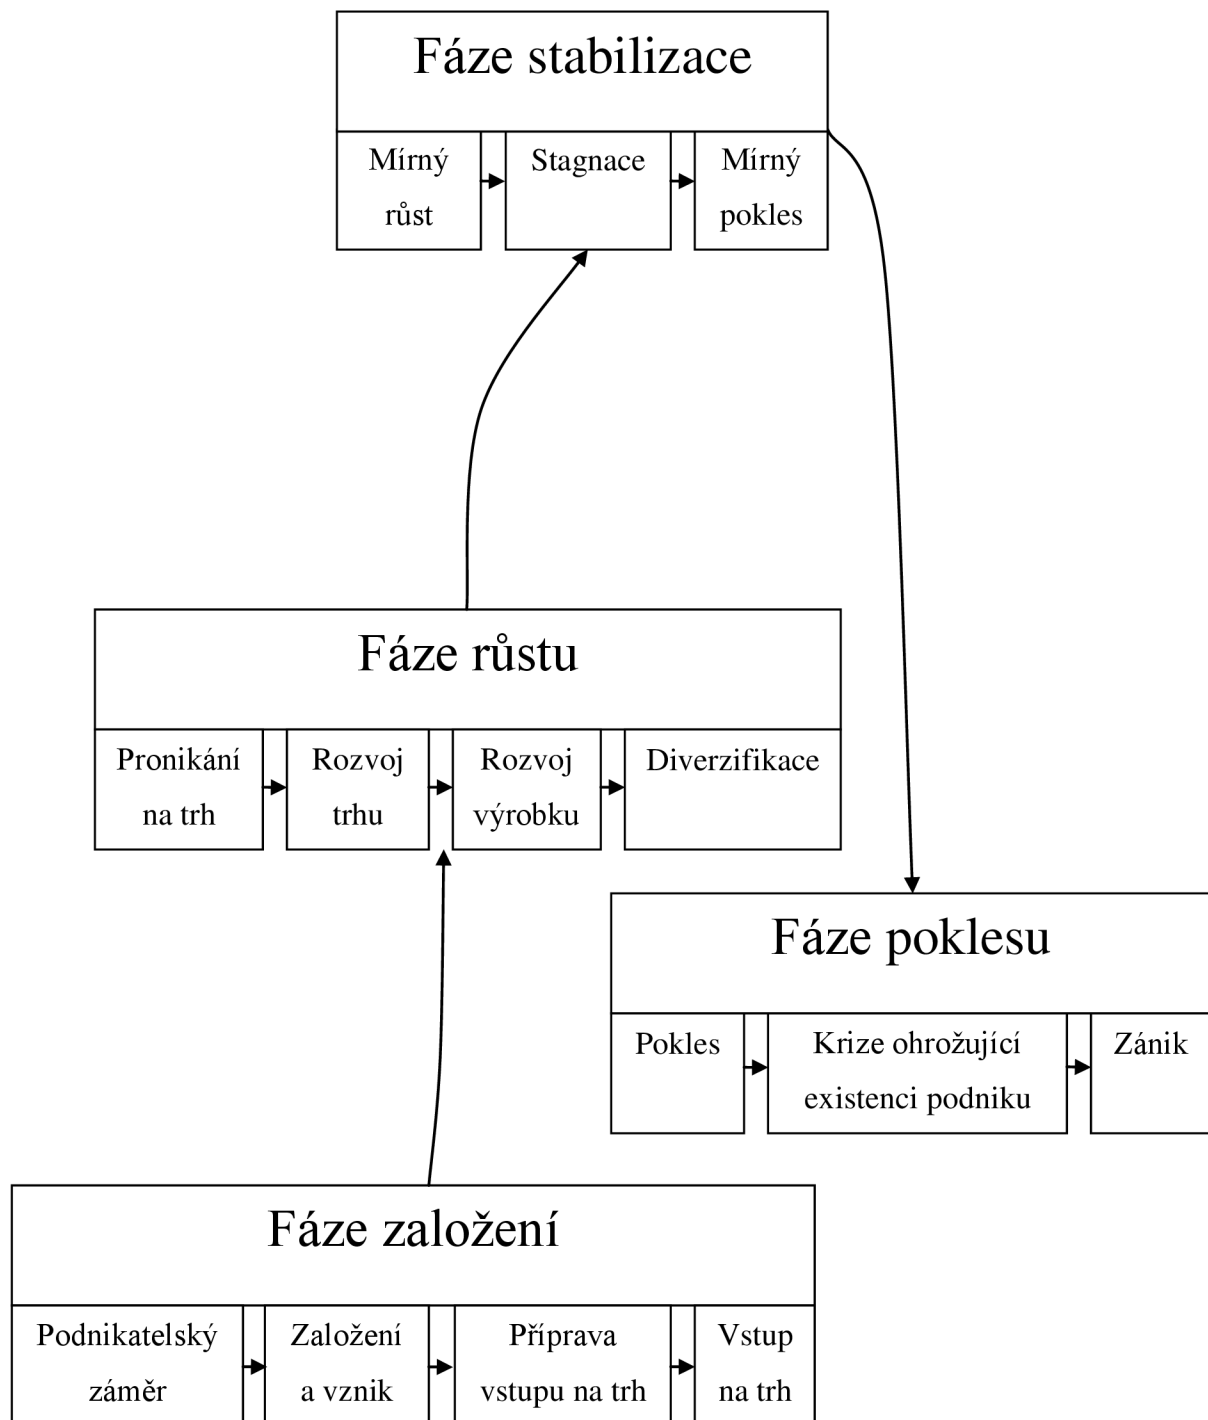 Fáze stabilizace
Mírný
růst
Stagnace
Mírný
pokles
Fáze růstu
Pronikání
na trh
Rozvoj
trhu
Rozvoj
výrobku
Diverzifikace
Fáze poklesu
Pokles
Krize ohrožující
existenci podniku
Zánik
Fáze založení
Podnikatelský
záměr
Založení
a vznik
Příprava
vstupu na trh
Vstup
na trh